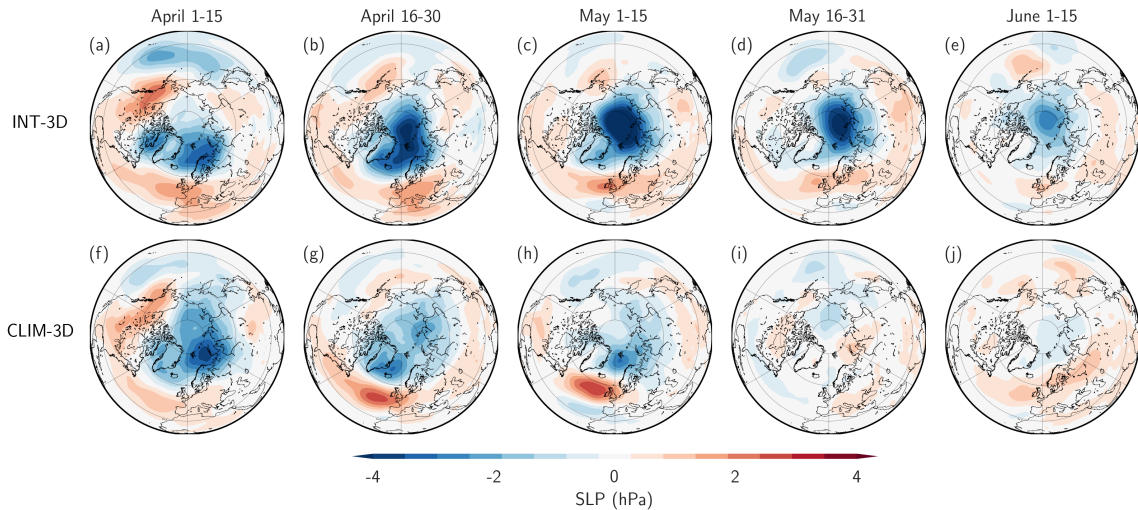 April 1-15 April 16-30 May 1-15 May 16-31 June 1-15
(a) (b) (c) (d) (e)
INT-3D
(f) (g) (h) (i) (j)
CLIM-3D
-4 -2 0 2 4
SLP (hPa)